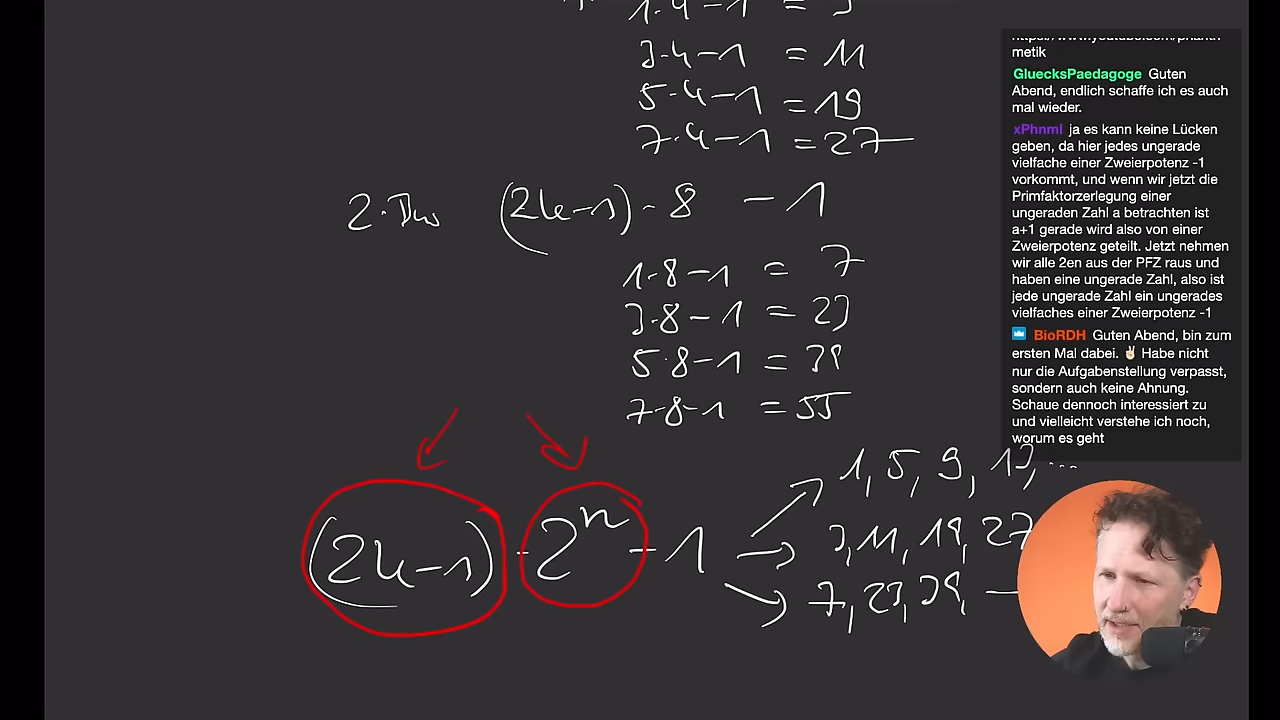 1·4-1 = 3
3·4-1 = 11
5·4-1 = 19
7·4-1 = 27
(2k-1)·8 -1
1·8-1 = 7
3·8-1 = 23
5·8-1 = 39
7·8-1 = 55
1, 5, 9, 13, ...
(2k-1)·2ⁿ-1
3, 11, 19, 27
7, 23, 39,
metik
GluecksPaedagoge Guten
Abend, endlich schaffe ich es auch
mal wieder.
xPhnml ja es kann keine Lücken
geben, da hier jedes ungerade
vielfache einer Zweierpotenz -1
vorkommt, und wenn wir jetzt die
Primfaktorzerlegung einer
ungeraden Zahl a betrachten ist
a+1 gerade wird also von einer
Zweierpotenz geteilt. Jetzt nehmen
wir alle 2en aus der PFZ raus und
haben eine ungerade Zahl, also ist
jede ungerade Zahl ein ungerades
vielfaches einer Zweierpotenz -1
BioRDH Guten Abend, bin zum
ersten Mal dabei. ✌🏻 Habe nicht
nur die Aufgabenstellung verpasst,
sondern auch keine Ahnung.
Schaue dennoch interessiert zu
und vielleicht verstehe ich noch,
worum es geht